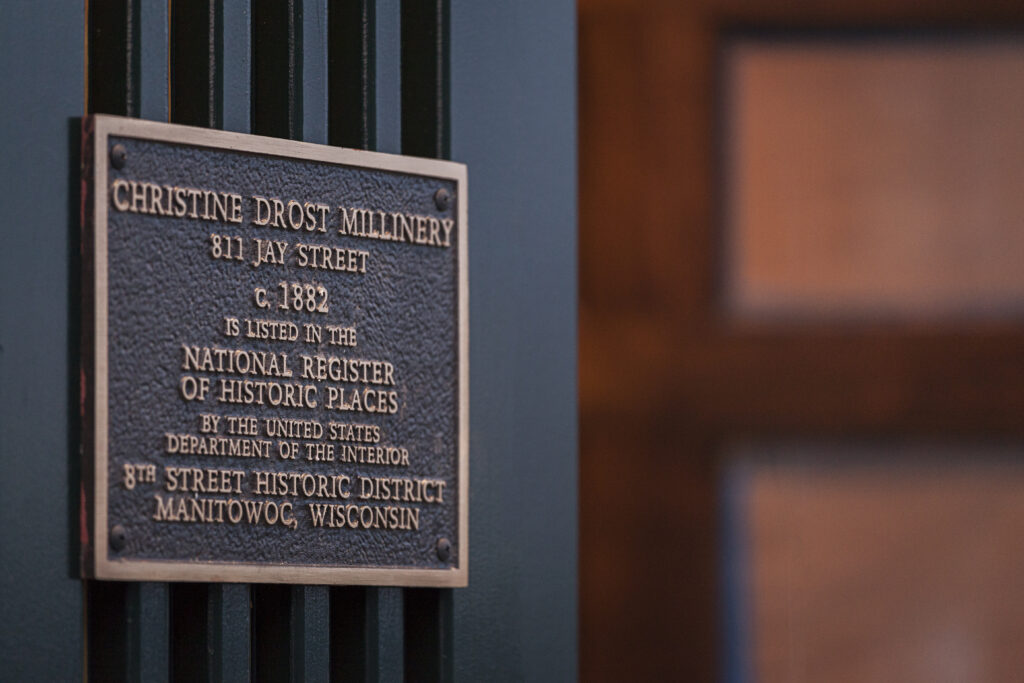 CHRISTINE DROST MILLINERY
811 JAY STREET
C. 1882
IS LISTED IN THE
NATIONAL REGISTER
OF HISTORIC PLACES
BY THE UNITED STATES
DEPARTMENT OF THE INTERIOR
8TH STREET HISTORIC DISTRICT
MANITOWOC, WISCONSIN